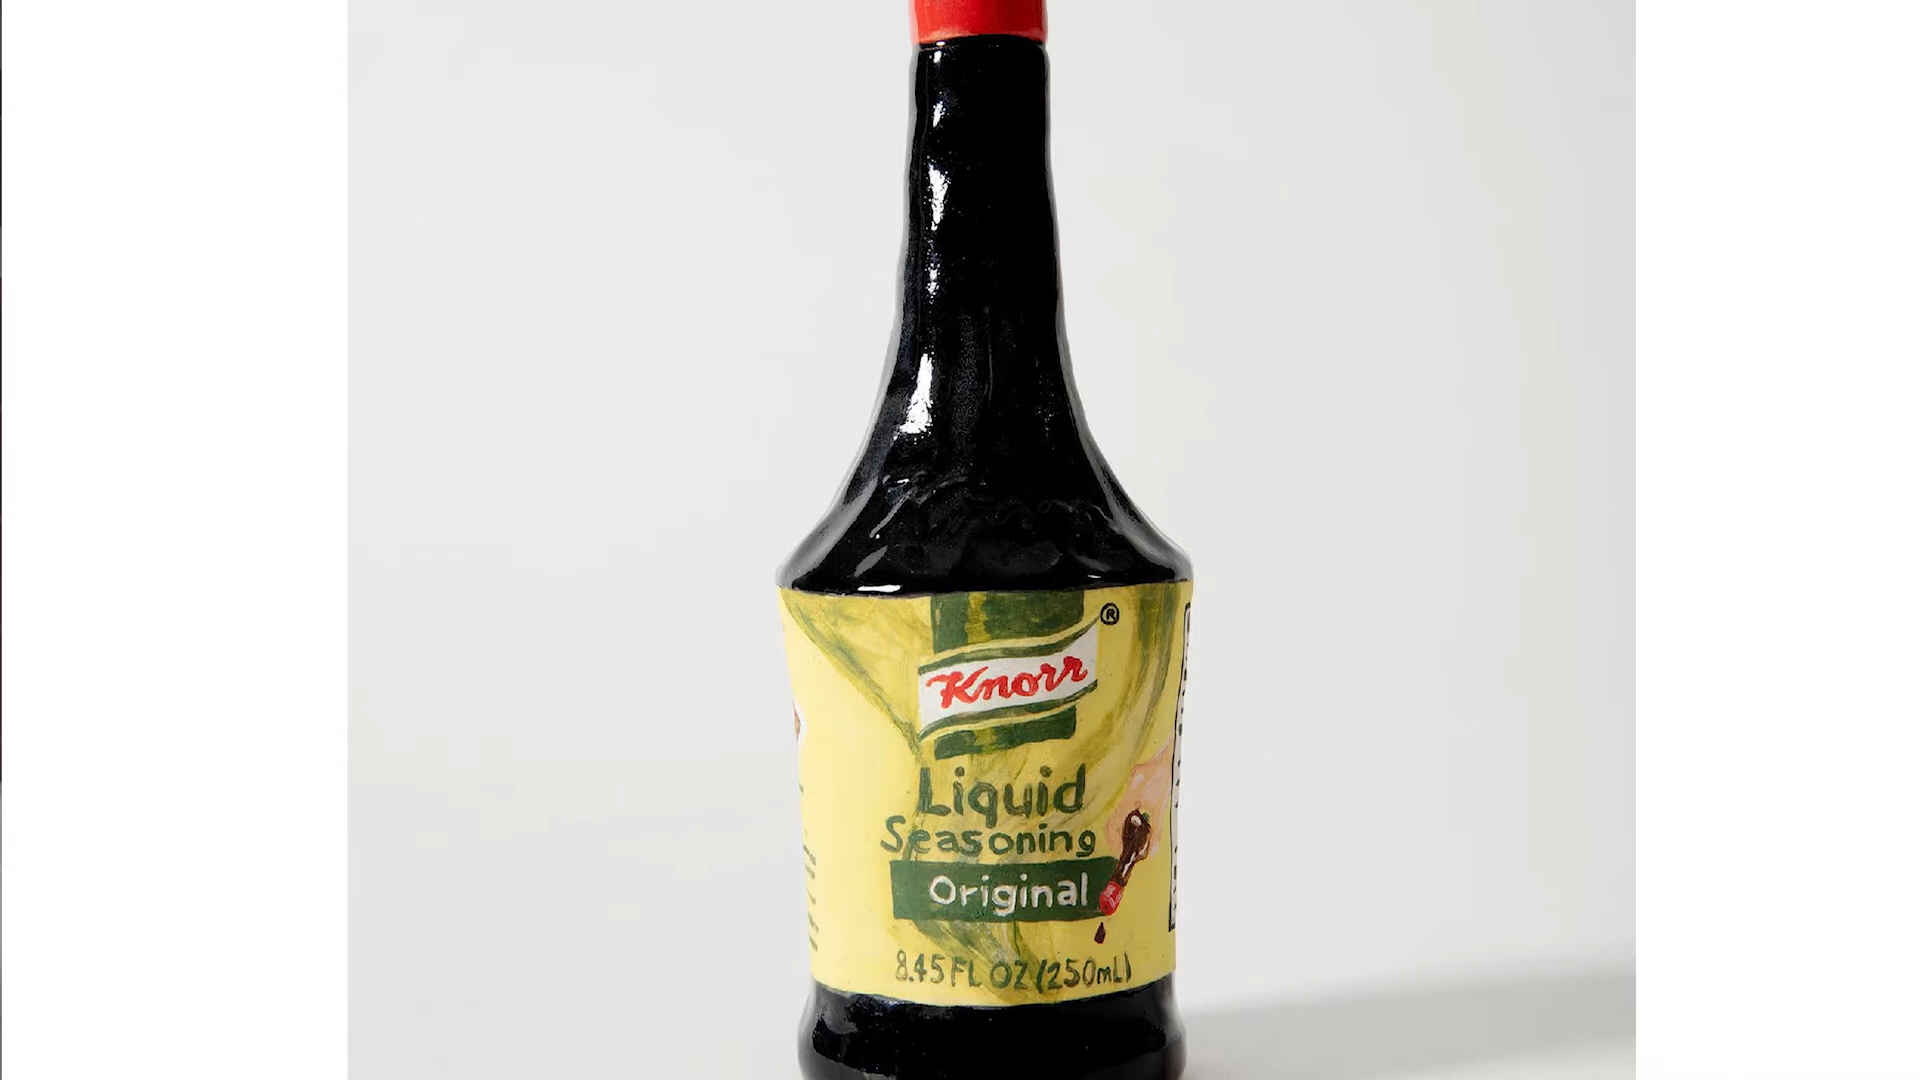 ®
Knorr
Liquid
Seasoning
Original
8.45 FL OZ (250mL)